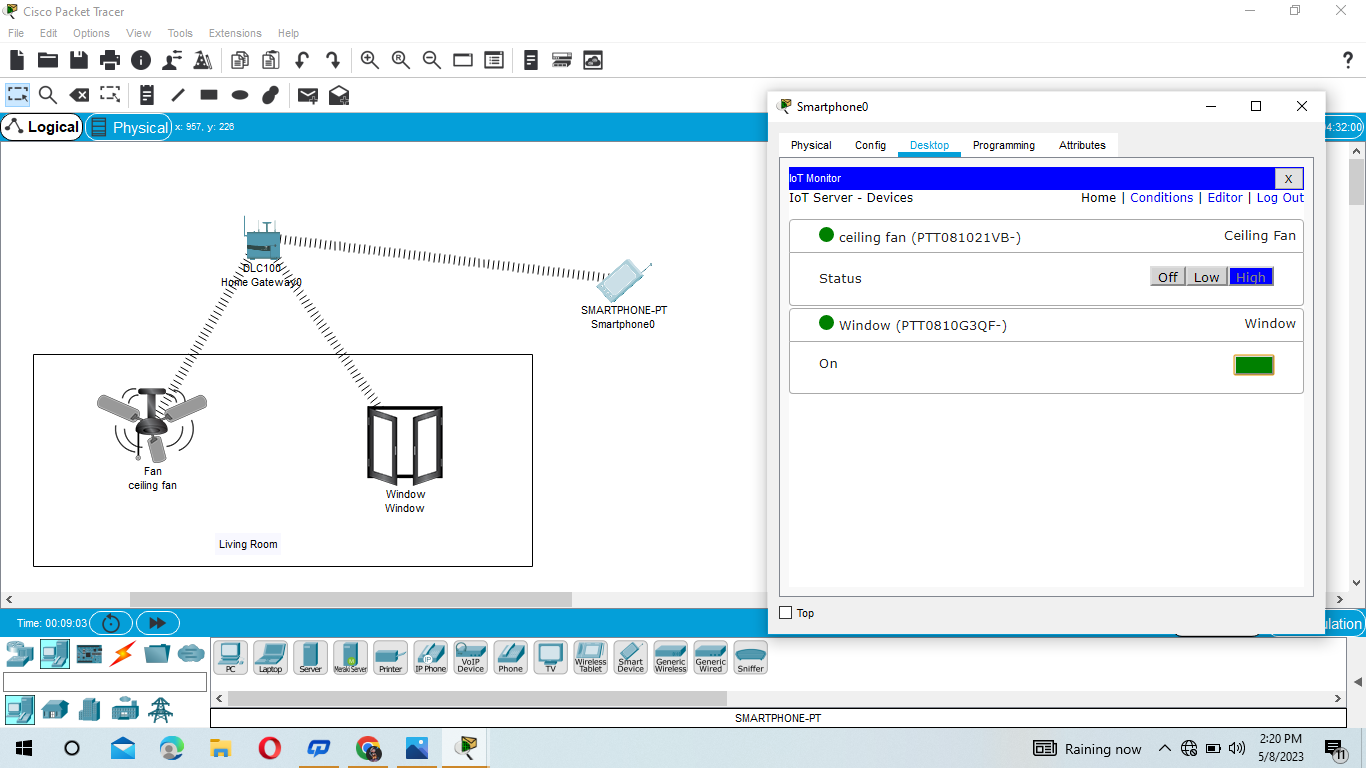 Cisco Packet Tracer
File Edit Options View Tools Extensions Help
?
Logical Physical x: 957, y: 226
4:32:00
DLC100
Home Gateway0
SMARTPHONE-PT
Smartphone0
Fan
ceiling fan
Window
Window
Living Room
Smartphone0
Physical Config Desktop Programming Attributes
IoT Monitor X
IoT Server - Devices Home | Conditions | Editor | Log Out
ceiling fan (PTT081021VB-) Ceiling Fan
Status Off Low High
Window (PTT0810G3QF-) Window
On
Top
Time: 00:09:03
ulation
PC Laptop Server Meraki Server Printer IP Phone VoIP Device Phone TV Wireless Tablet Smart Device Generic Wireless Generic Wired Sniffer
SMARTPHONE-PT
Raining now
2:20 PM
5/8/2023
11